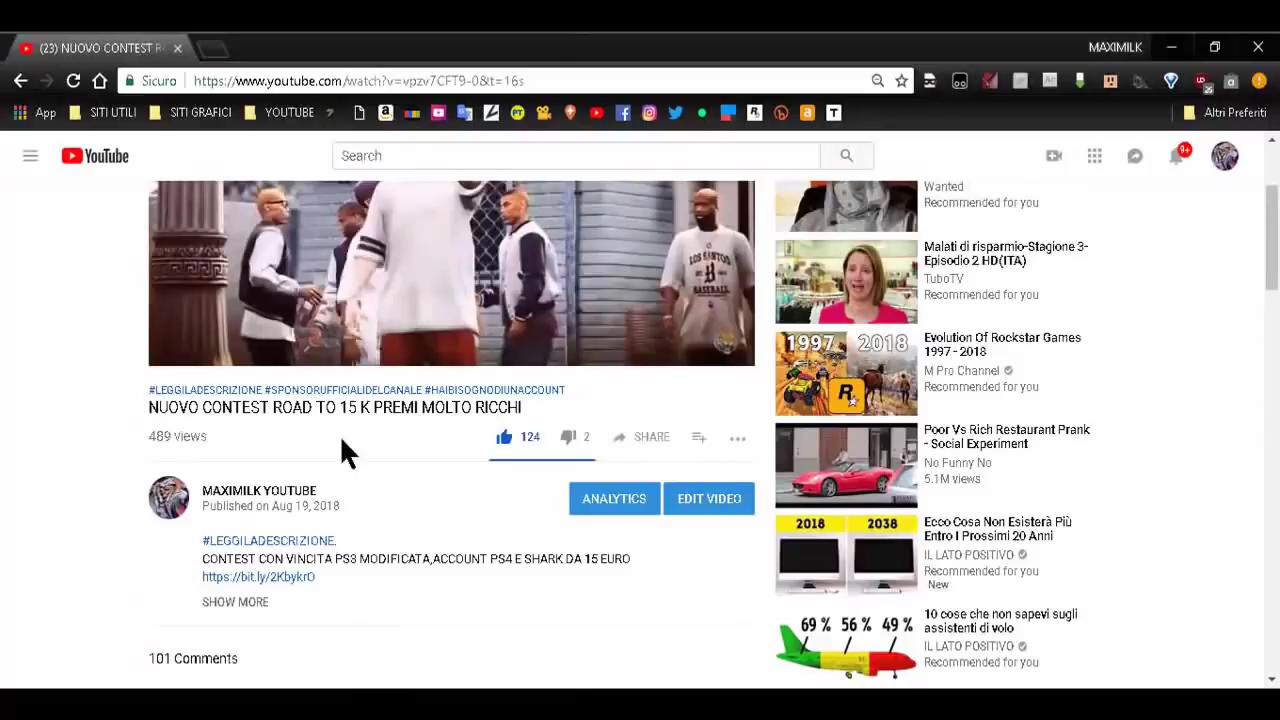 (23) NUOVO CONTEST R
MAXIMILK
Sicuro https://www.youtube.com/watch?v=vpzv7CFT9-0&t=16s
App SITI UTILI SITI GRAFICI YOUTUBE Altri Preferiti
YouTube Search 9+
Wanted
Recommended for you
LOS SANTOS
B
BASEBALL
Malati di risparmio-Stagione 3-
Episodio 2 HD(ITA)
TuboTV
Recommended for you
1997 2018
R
Evolution Of Rockstar Games
1997 - 2018
M Pro Channel
Recommended for you
#LEGGILADESCRIZIONE #SPONSORUFFICIALIDELCANALE #HAIBISOGNODIUNACCOUNT
NUOVO CONTEST ROAD TO 15 K PREMI MOLTO RICCHI
489 views
124 2 SHARE
Poor Vs Rich Restaurant Prank
- Social Experiment
No Funny No
5.1M views
MAXIMILK YOUTUBE
Published on Aug 19, 2018
ANALYTICS EDIT VIDEO
2018 2038
Ecco Cosa Non Esisterà Più
Entro I Prossimi 20 Anni
IL LATO POSITIVO
Recommended for you
New
#LEGGILADESCRIZIONE.
CONTEST CON VINCITA PS3 MODIFICATA,ACCOUNT PS4 E SHARK DA 15 EURO
https://bit.ly/2KbykrO
SHOW MORE
69 % 56 % 49 %
10 cose che non sapevi sugli
assistenti di volo
IL LATO POSITIVO
Recommended for you
101 Comments